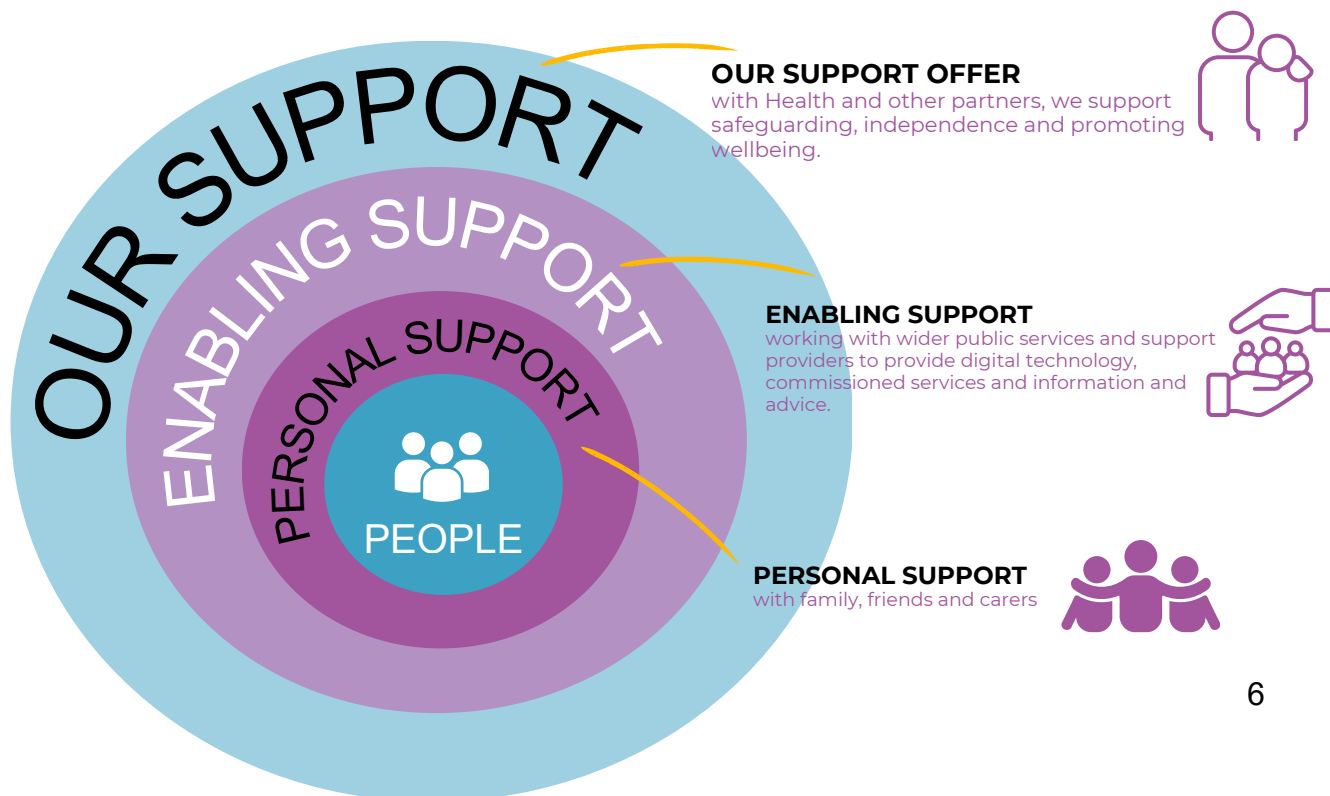 OUR SUPPORT
ENABLING SUPPORT
PERSONAL SUPPORT
PEOPLE
OUR SUPPORT OFFER
with Health and other partners, we support
safeguarding, independence and promoting
wellbeing.
ENABLING SUPPORT
working with wider public services and support
providers to provide digital technology,
commissioned services and information and
advice.
PERSONAL SUPPORT
with family, friends and carers
6